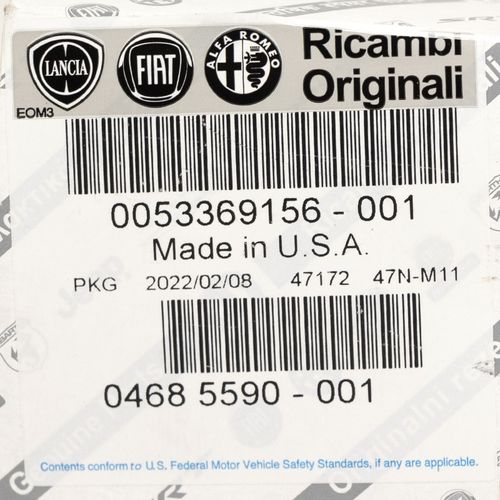 LANCIA FIAT ALFA ROMEO Ricambi
Originali
EOM3
0053369156 - 001
Made in U.S.A.
PKG 2022/02/08 47172 47N-M11
0468 5590 - 001
Contents conform to U.S. Federal Motor Vehicle Safety Standards, if any are applicable.